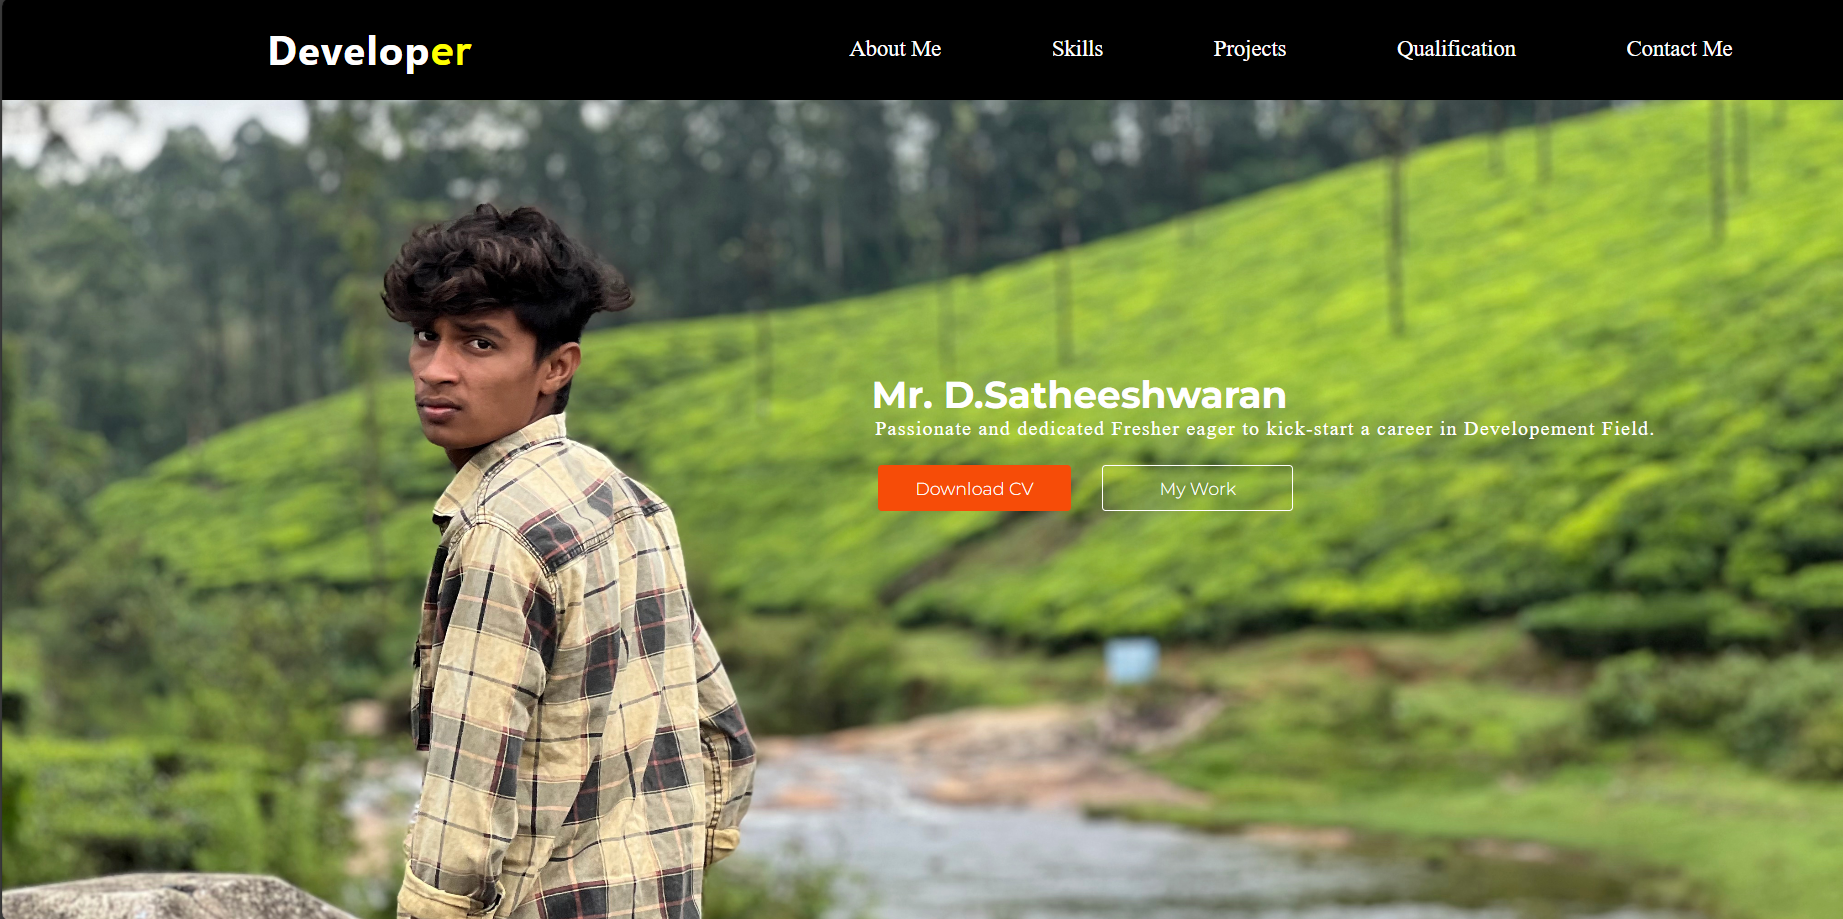 Developer
About Me
Skills
Projects
Qualification
Contact Me
Mr. D.Satheeshwaran
Passionate and dedicated Fresher eager to kick-start a career in Developement Field.
Download CV
My Work